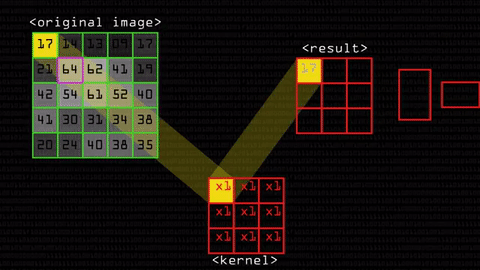 <original image>
17 14 13 09 17
21 64 62 41 19
42 54 61 52 40
41 30 31 34 38
20 24 40 38 35
<result>
17
x1 x1 x1
x1 x1 x1
x1 x1 x1
<kernel>